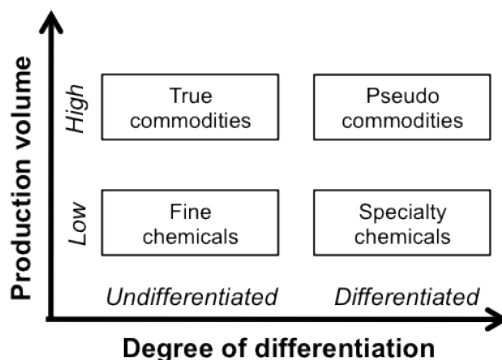 Production volume
High
Low
True
commodities
Pseudo
commodities
Fine
chemicals
Specialty
chemicals
Undifferentiated
Differentiated
Degree of differentiation